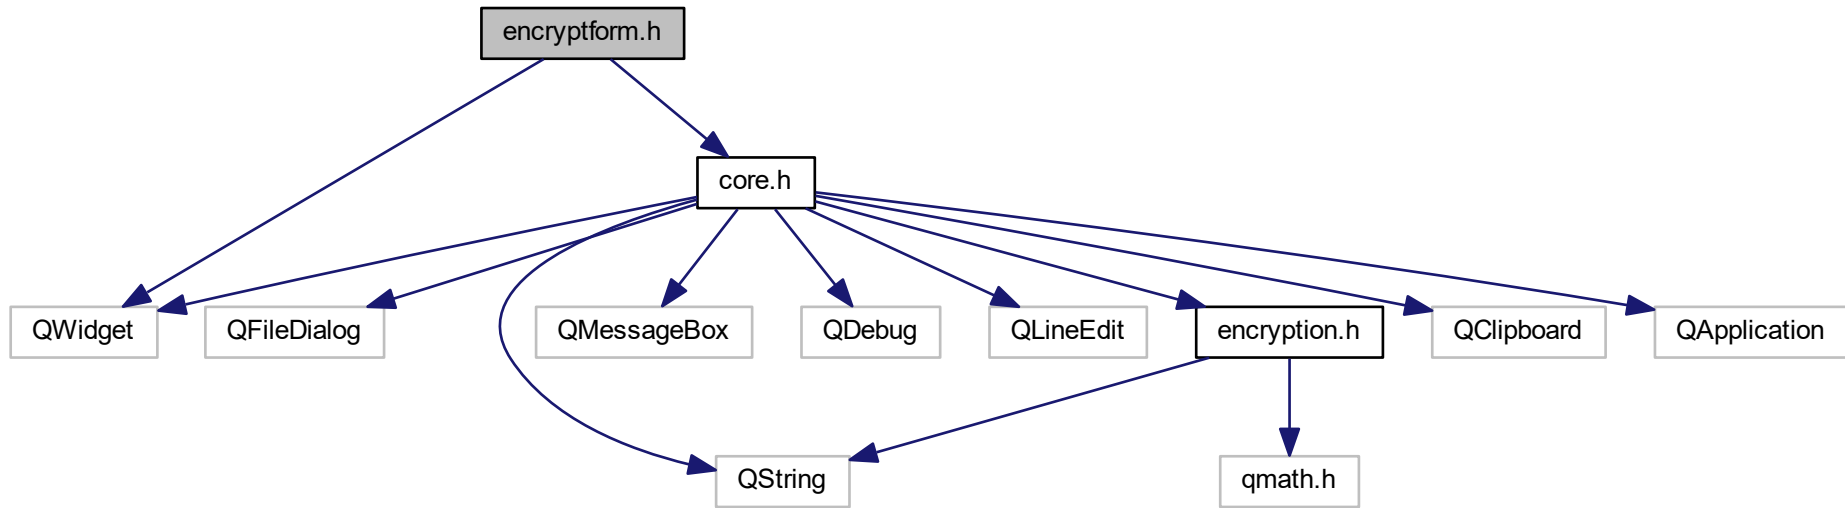 encryptform.h
core.h
QWidget
QFileDialog
QMessageBox
QDebug
QLineEdit
encryption.h
QClipboard
QApplication
QString
qmath.h